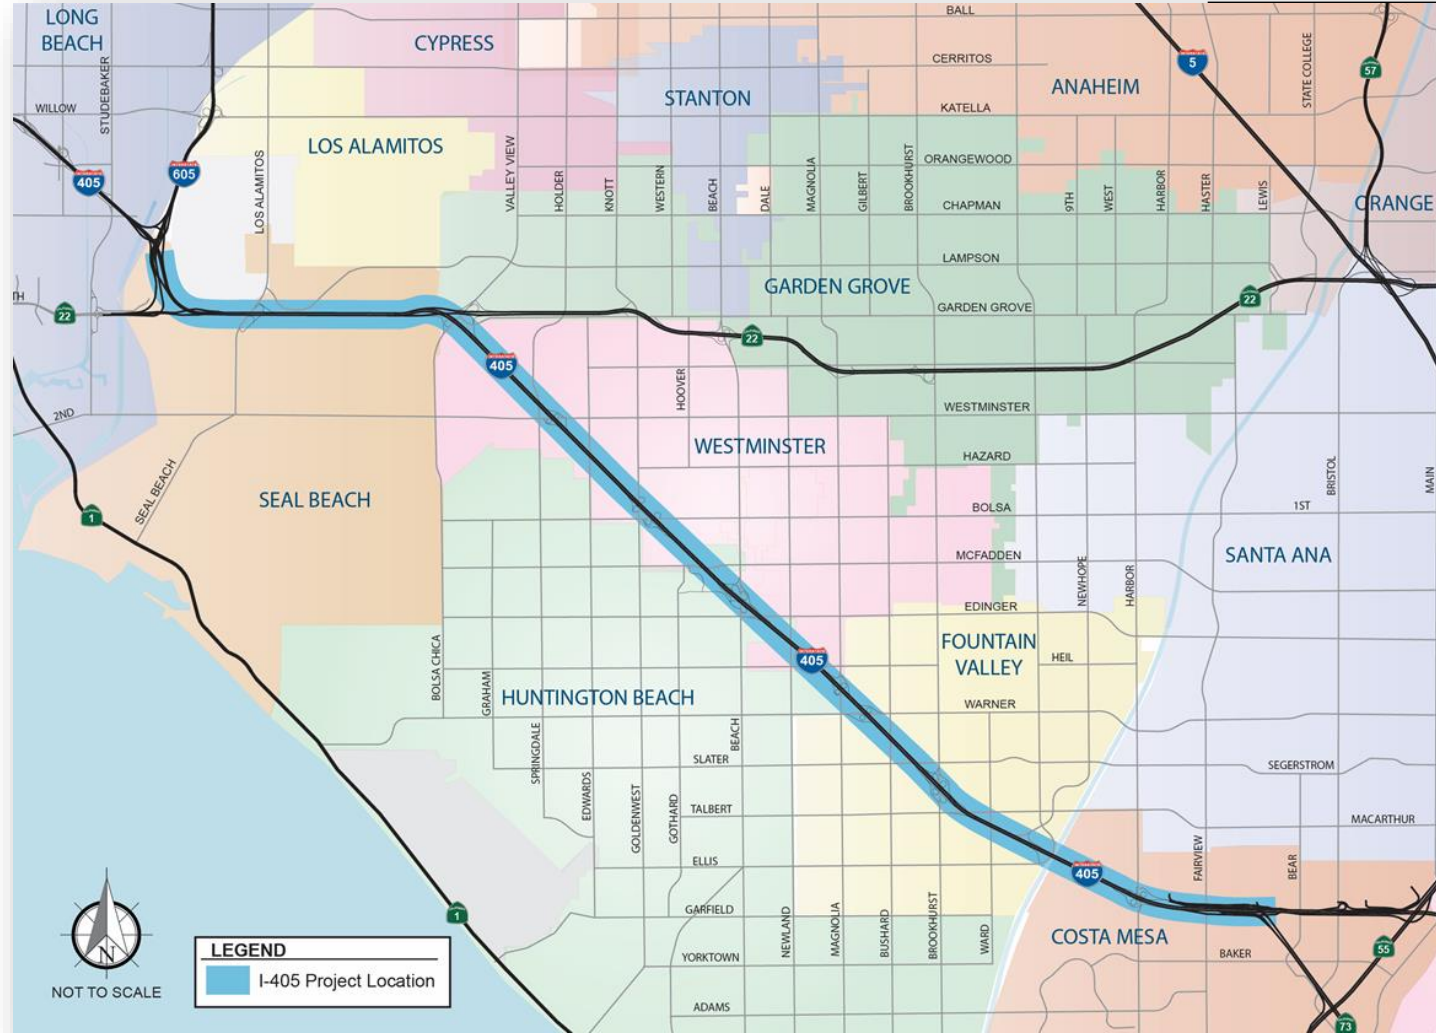 LONG
BEACH
CYPRESS
BALL
CERRITOS
STATE COLLEGE
5
57
STUDEBAKER
WILLOW
STANTON
KATELLA
ANAHEIM
LOS ALAMITOS
405
605
LOS ALAMITOS
VALLEY VIEW
HOLDER
KNOTT
WESTERN
BEACH
DALE
MAGNOLIA
GILBERT
BROOKHURST
ORANGEWOOD
CHAPMAN
9TH
WEST
HARBOR
HASTER
LEWIS
ORANGE
LAMPSON
GARDEN GROVE
GARDEN GROVE
22
TH
22
22
405
HOOVER
WESTMINSTER
2ND
WESTMINSTER
HAZARD
SEAL BEACH
SEAL BEACH
1
BOLSA
1ST
BRISTOL
MAIN
MCFADDEN
SANTA ANA
NEWHOPE
HARBOR
EDINGER
FOUNTAIN
VALLEY
HEIL
405
BOLSA CHICA
GRAHAM
HUNTINGTON BEACH
WARNER
SPRINGDALE
BEACH
SLATER
SEGERSTROM
EDWARDS
GOLDENWEST
GOTHARD
TALBERT
MACARTHUR
ELLIS
FAIRVIEW
BEAR
405
1
GARFIELD
NEWLAND
MAGNOLIA
BUSHARD
BROOKHURST
WARD
COSTA MESA
YORKTOWN
BAKER
55
ADAMS
73
N
NOT TO SCALE
LEGEND
I-405 Project Location